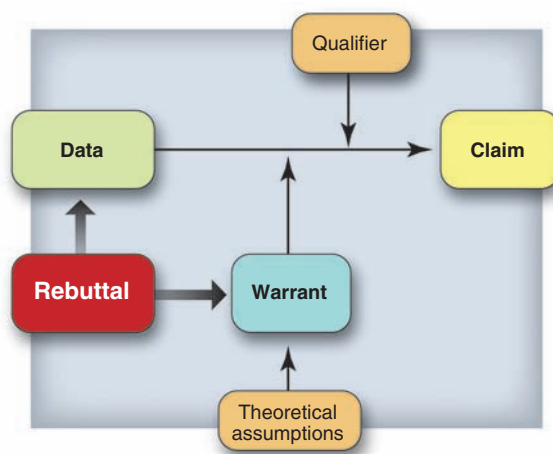 Qualifier
Data
Claim
Rebuttal
Warrant
Theoretical
assumptions